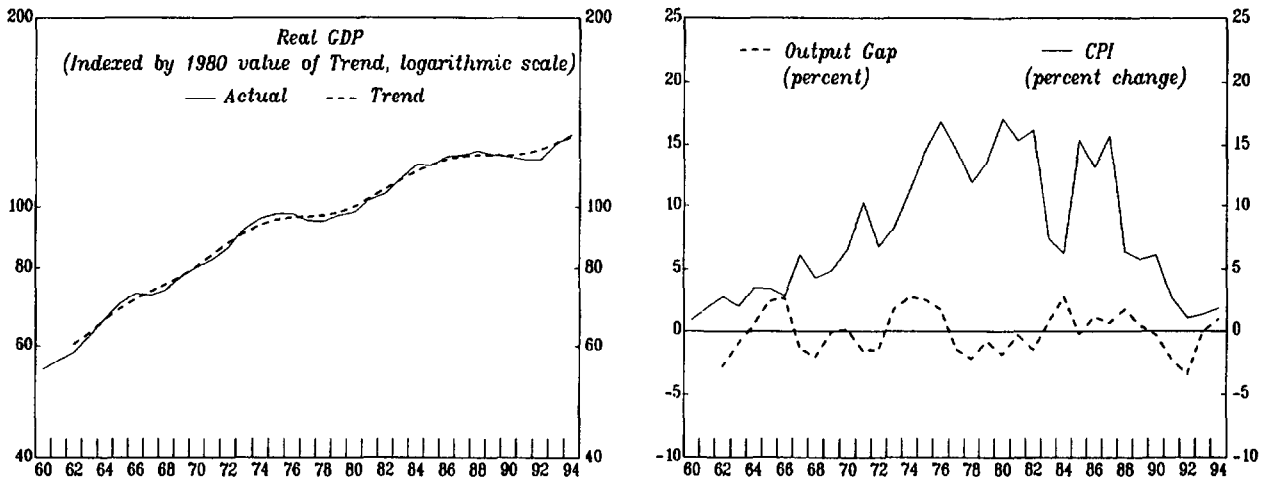 200
200
Real GDP
(Indexed by 1980 value of Trend, logarithmic scale)
Actual
Trend
100
100
80
80
60
60
40
40
60 62 64 66 68 70 72 74 76 78 80 82 84 86 88 90 92 94
25
25
Output Gap
(percent)
CPI
(percent change)
20
20
15
15
10
10
5
5
0
0
-5
-5
-10
-10
60 62 64 66 68 70 72 74 76 78 80 82 84 86 88 90 92 94